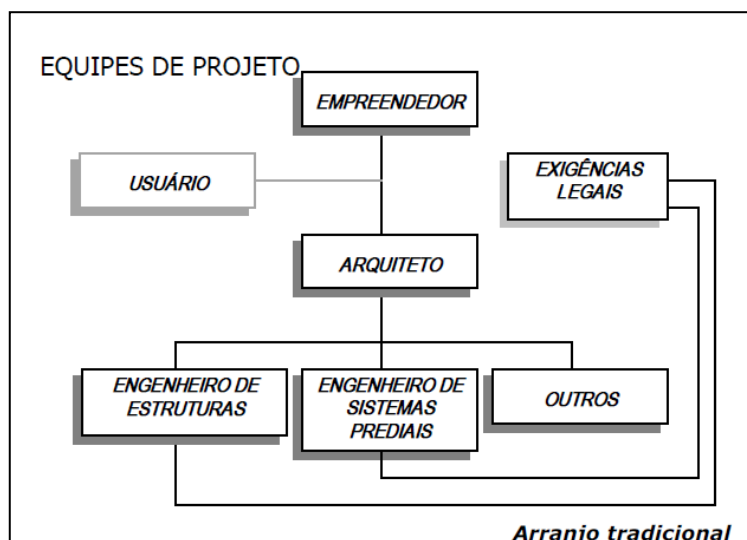 EQUIPES DE PROJETO
EMPREENDEDOR
USUÁRIO
EXIGÊNCIAS
LEGAIS
ARQUITETO
ENGENHEIRO DE
ESTRUTURAS
ENGENHEIRO DE
SISTEMAS
PREDIAIS
OUTROS
Arranjo tradicional